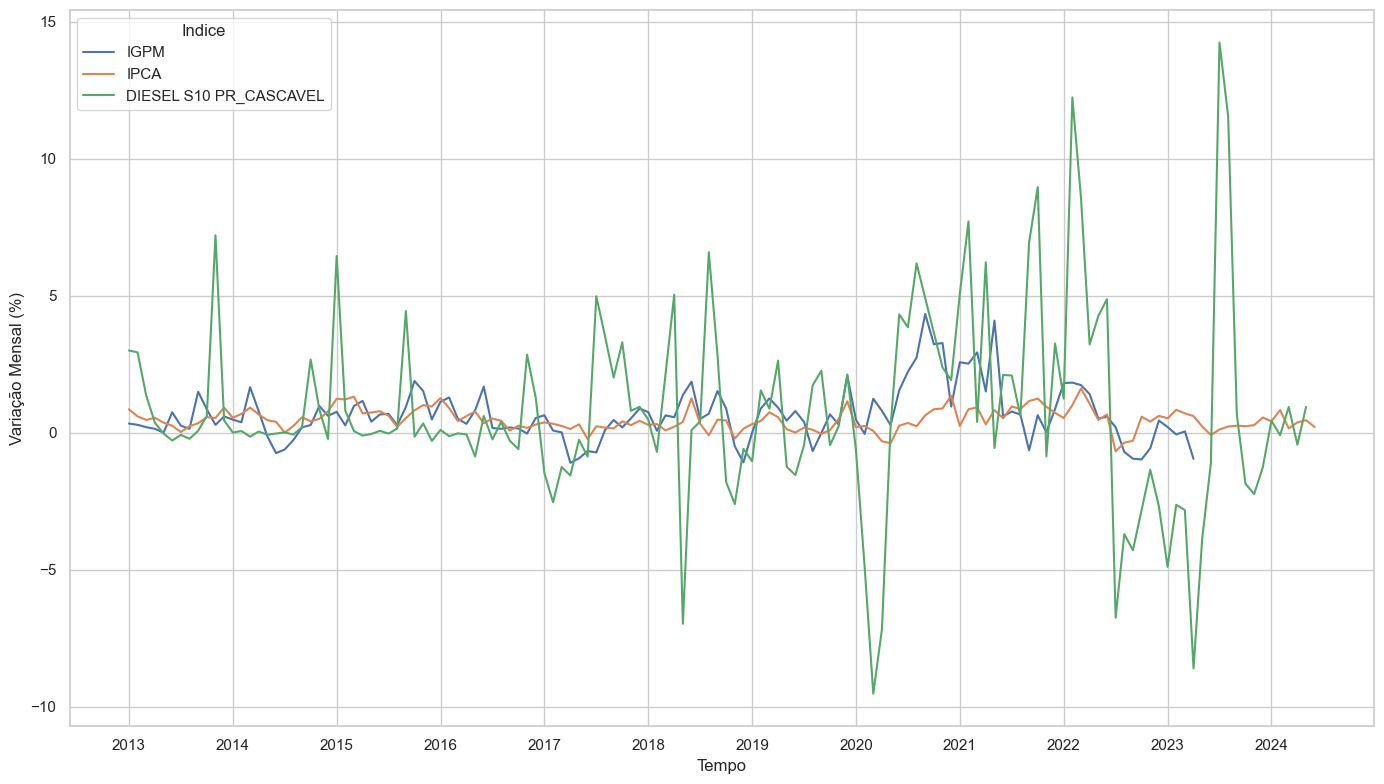 Indice
IGPM
IPCA
DIESEL S10 PR_CASCAVEL
Variação Mensal (%)
15
10
5
0
−5
−10
2013 2014 2015 2016 2017 2018 2019 2020 2021 2022 2023 2024
Tempo